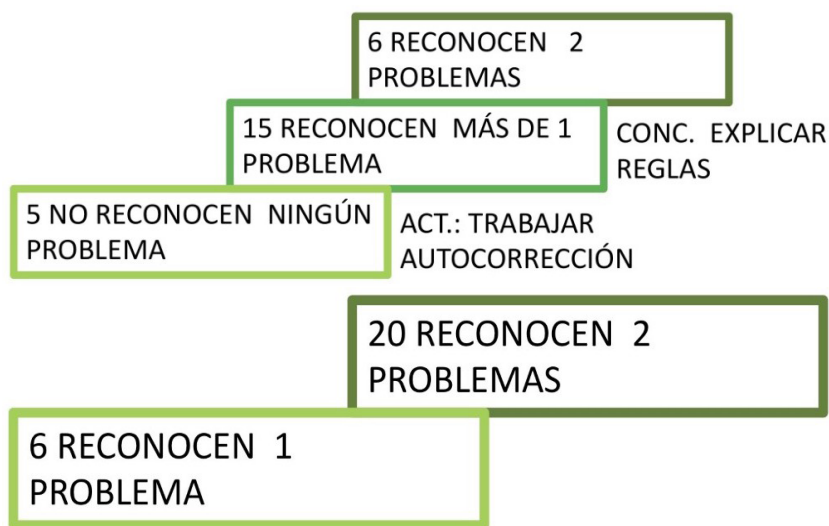 6 RECONOCEN 2
PROBLEMAS
15 RECONOCEN MÁS DE 1
PROBLEMA
CONC. EXPLICAR
REGLAS
5 NO RECONOCEN NINGÚN
PROBLEMA
ACT.: TRABAJAR
AUTOCORRECCIÓN
20 RECONOCEN 2
PROBLEMAS
6 RECONOCEN 1
PROBLEMA